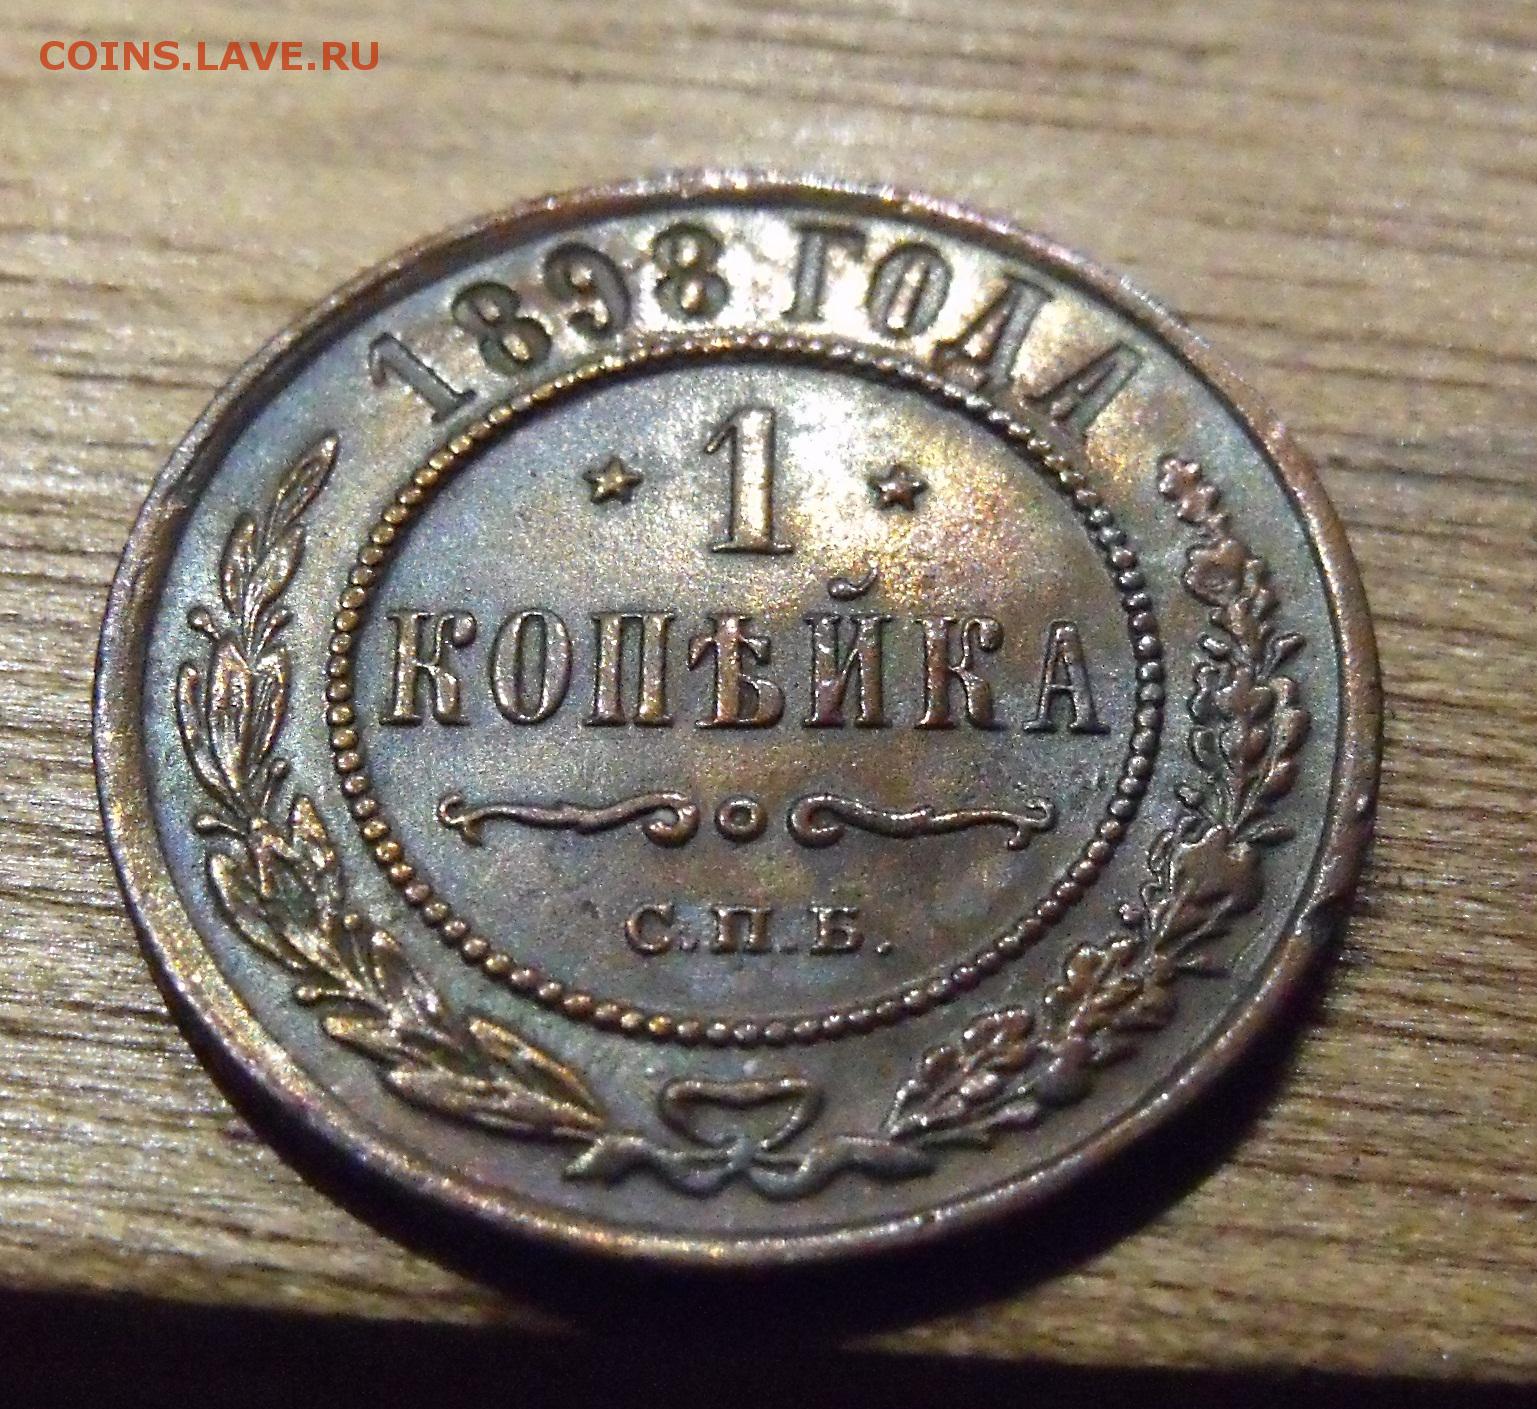 COINS.LAVE.RU
1898 ГОДА
1
КОПѢЙКА
С.П.Б.